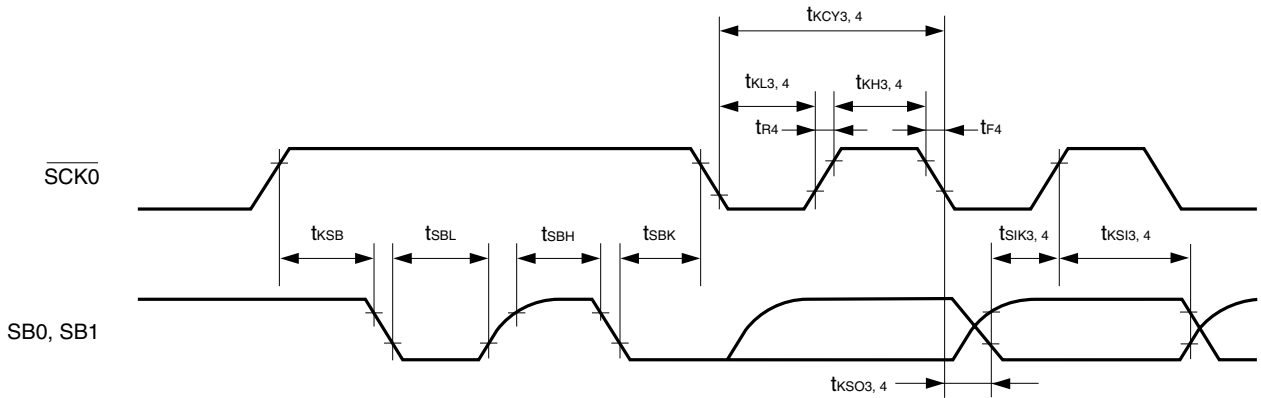 tKCY3, 4
tKL3, 4 tKH3, 4
tR4 tF4
SCK0
tKSB tSBL tSBH tSBK tSIK3, 4 tKSI3, 4
SB0, SB1
tKSO3, 4